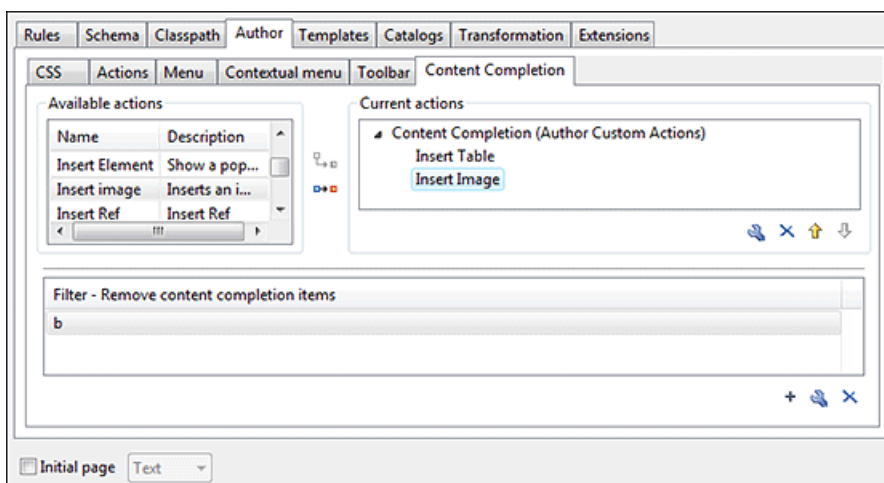 Rules Schema Classpath Author Templates Catalogs Transformation Extensions
CSS Actions Menu Contextual menu Toolbar Content Completion
Available actions
Name Description
Insert Element Show a pop...
Insert image Inserts an i...
Insert Ref Insert Ref
Current actions
Content Completion (Author Custom Actions)
Insert Table
Insert Image
Filter - Remove content completion items
b
Initial page Text